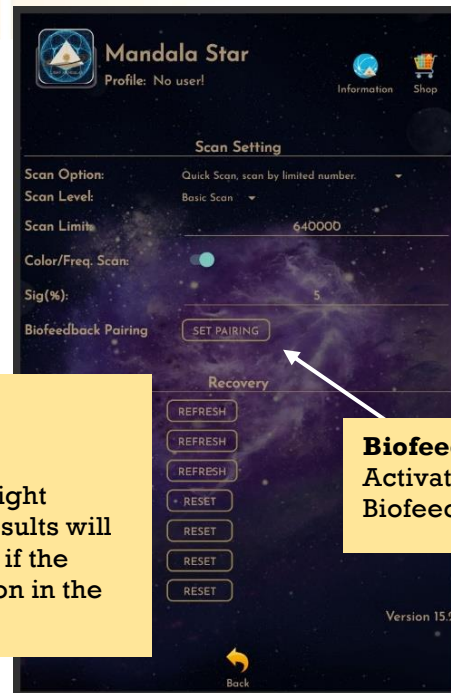 Mandala Star
Profile: No user!
Information Shop
Scan Setting
Scan Option: Quick Scan, scan by limited number.
Scan Level: Basic Scan
Scan Limit: 640000
Color/Freq. Scan:
Sig(%): 5
Biofeedback Pairing SET PAIRING
Recovery
REFRESH
REFRESH
REFRESH
RESET
RESET
RESET
RESET
ight
sults will
if the
on in the
Biofee
Activat
Biofeed
Version 15.2
Back